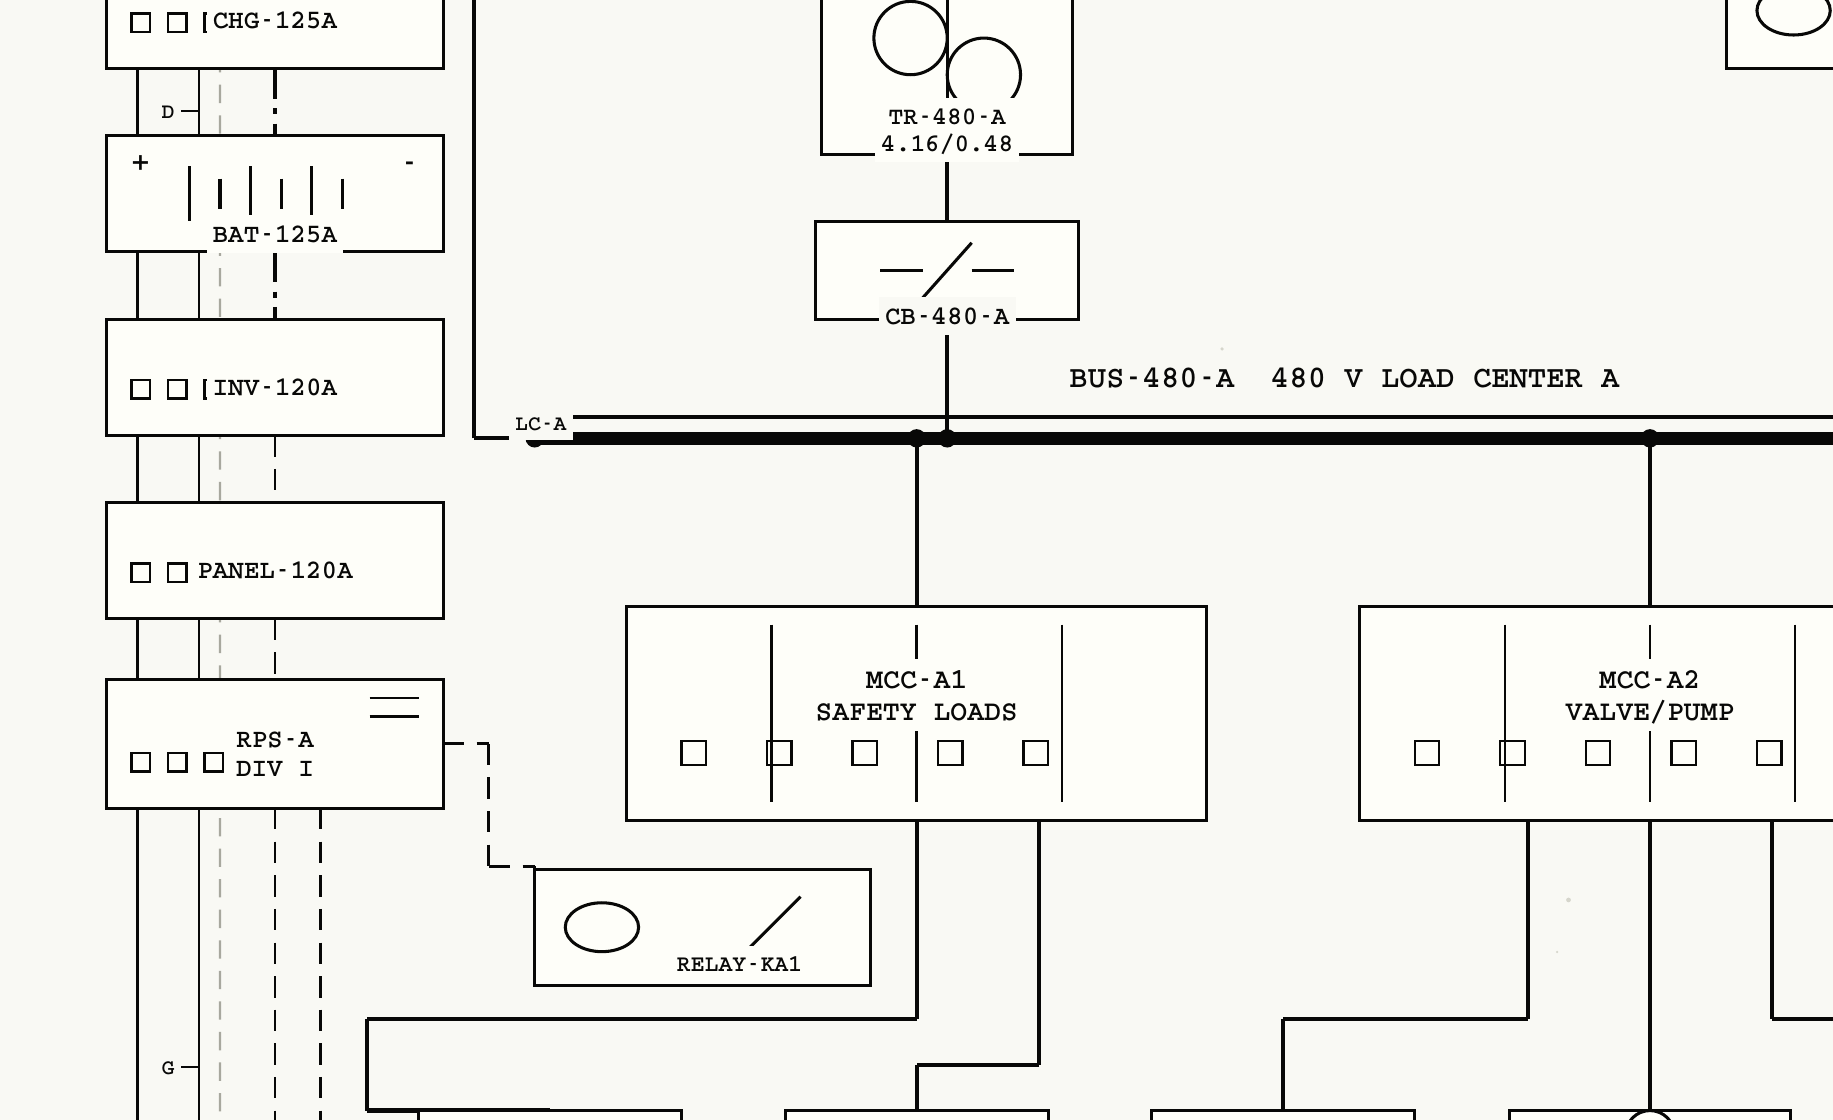 CHG-125A
D
+ -
BAT-125A
INV-120A
PANEL-120A
RPS-A
DIV I
G
TR-480-A
4.16/0.48
CB-480-A
BUS-480-A 480 V LOAD CENTER A
LC-A
MCC-A1
SAFETY LOADS
MCC-A2
VALVE/PUMP
RELAY-KA1